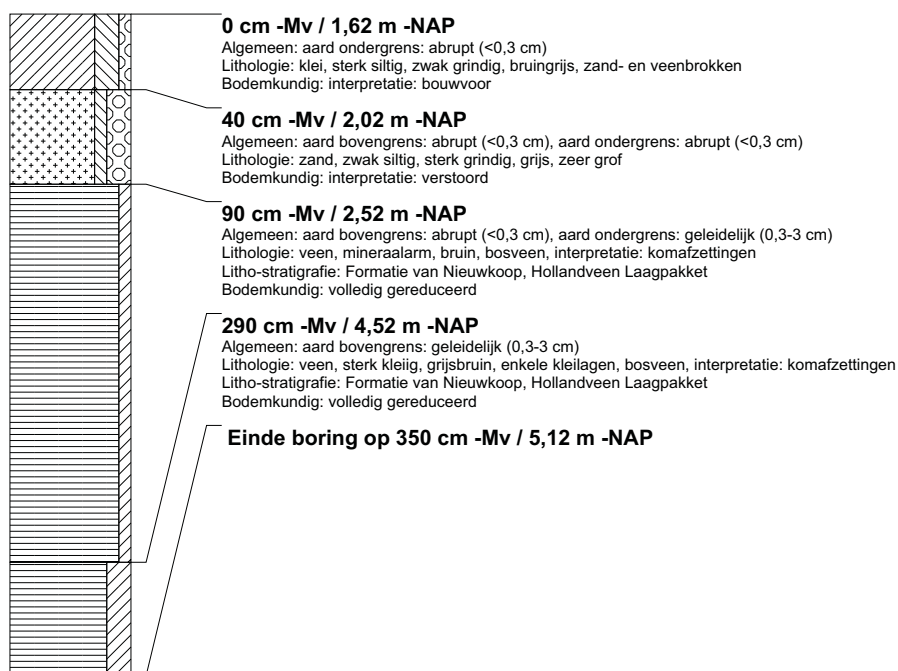 0 cm -Mv / 1,62 m -NAP
Algemeen: aard ondergrens: abrupt (<0,3 cm)
Lithologie: klei, sterk siltig, zwak grindig, bruingrijs, zand- en veenbrokken
Bodemkundig: interpretatie: bouwvoor
40 cm -Mv / 2,02 m -NAP
Algemeen: aard bovengrens: abrupt (<0,3 cm), aard ondergrens: abrupt (<0,3 cm)
Lithologie: zand, zwak siltig, sterk grindig, grijs, zeer grof
Bodemkundig: interpretatie: verstoord
90 cm -Mv / 2,52 m -NAP
Algemeen: aard bovengrens: abrupt (<0,3 cm), aard ondergrens: geleidelijk (0,3-3 cm)
Lithologie: veen, mineraalarm, bruin, bosveen, interpretatie: komafzettingen
Litho-stratigrafie: Formatie van Nieuwkoop, Hollandveen Laagpakket
Bodemkundig: volledig gereduceerd
290 cm -Mv / 4,52 m -NAP
Algemeen: aard bovengrens: geleidelijk (0,3-3 cm)
Lithologie: veen, sterk kleiig, grijsbruin, enkele kleilagen, bosveen, interpretatie: komafzettingen
Litho-stratigrafie: Formatie van Nieuwkoop, Hollandveen Laagpakket
Bodemkundig: volledig gereduceerd
Einde boring op 350 cm -Mv / 5,12 m -NAP